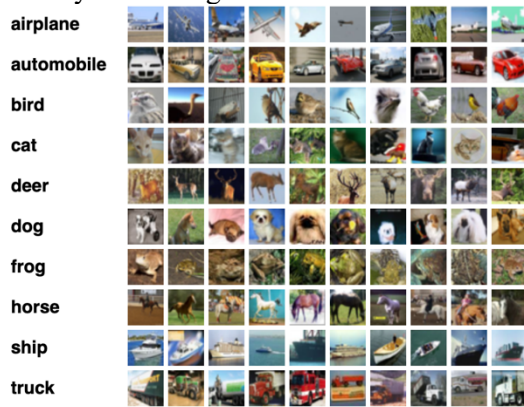 airplane
automobile
bird
cat
deer
dog
frog
horse
ship
truck